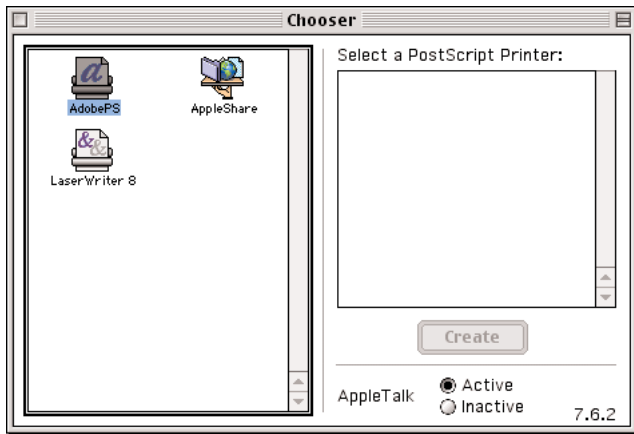 Chooser
AdobePS
AppleShare
LaserWriter 8
Select a PostScript Printer:
Create
AppleTalk
Active
Inactive
7.6.2